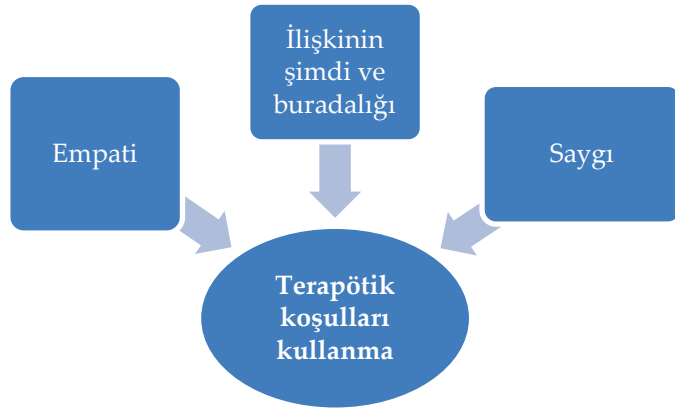 Empati
İlişkinin
şimdi ve
buradalığı
Saygı
Terapötik
koşulları
kullanma